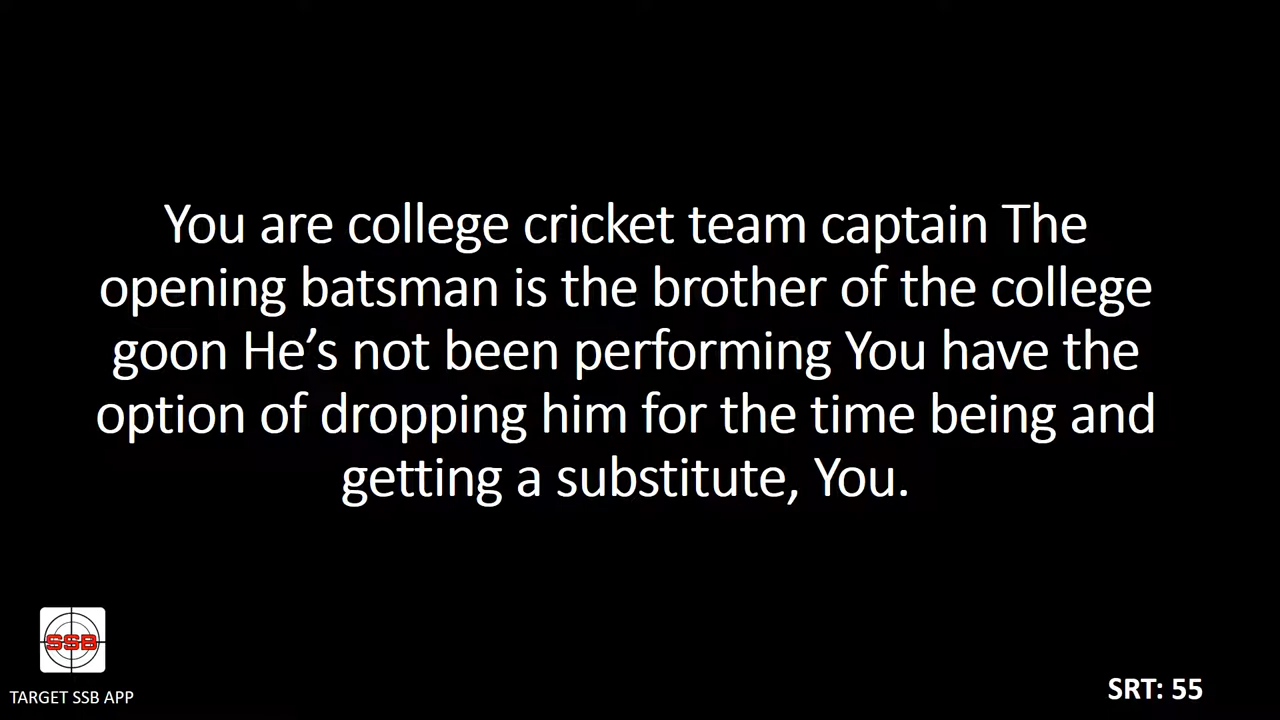 You are college cricket team captain The
opening batsman is the brother of the college
goon He’s not been performing You have the
option of dropping him for the time being and
getting a substitute, You.
SSB
TARGET SSB APP
SRT: 55